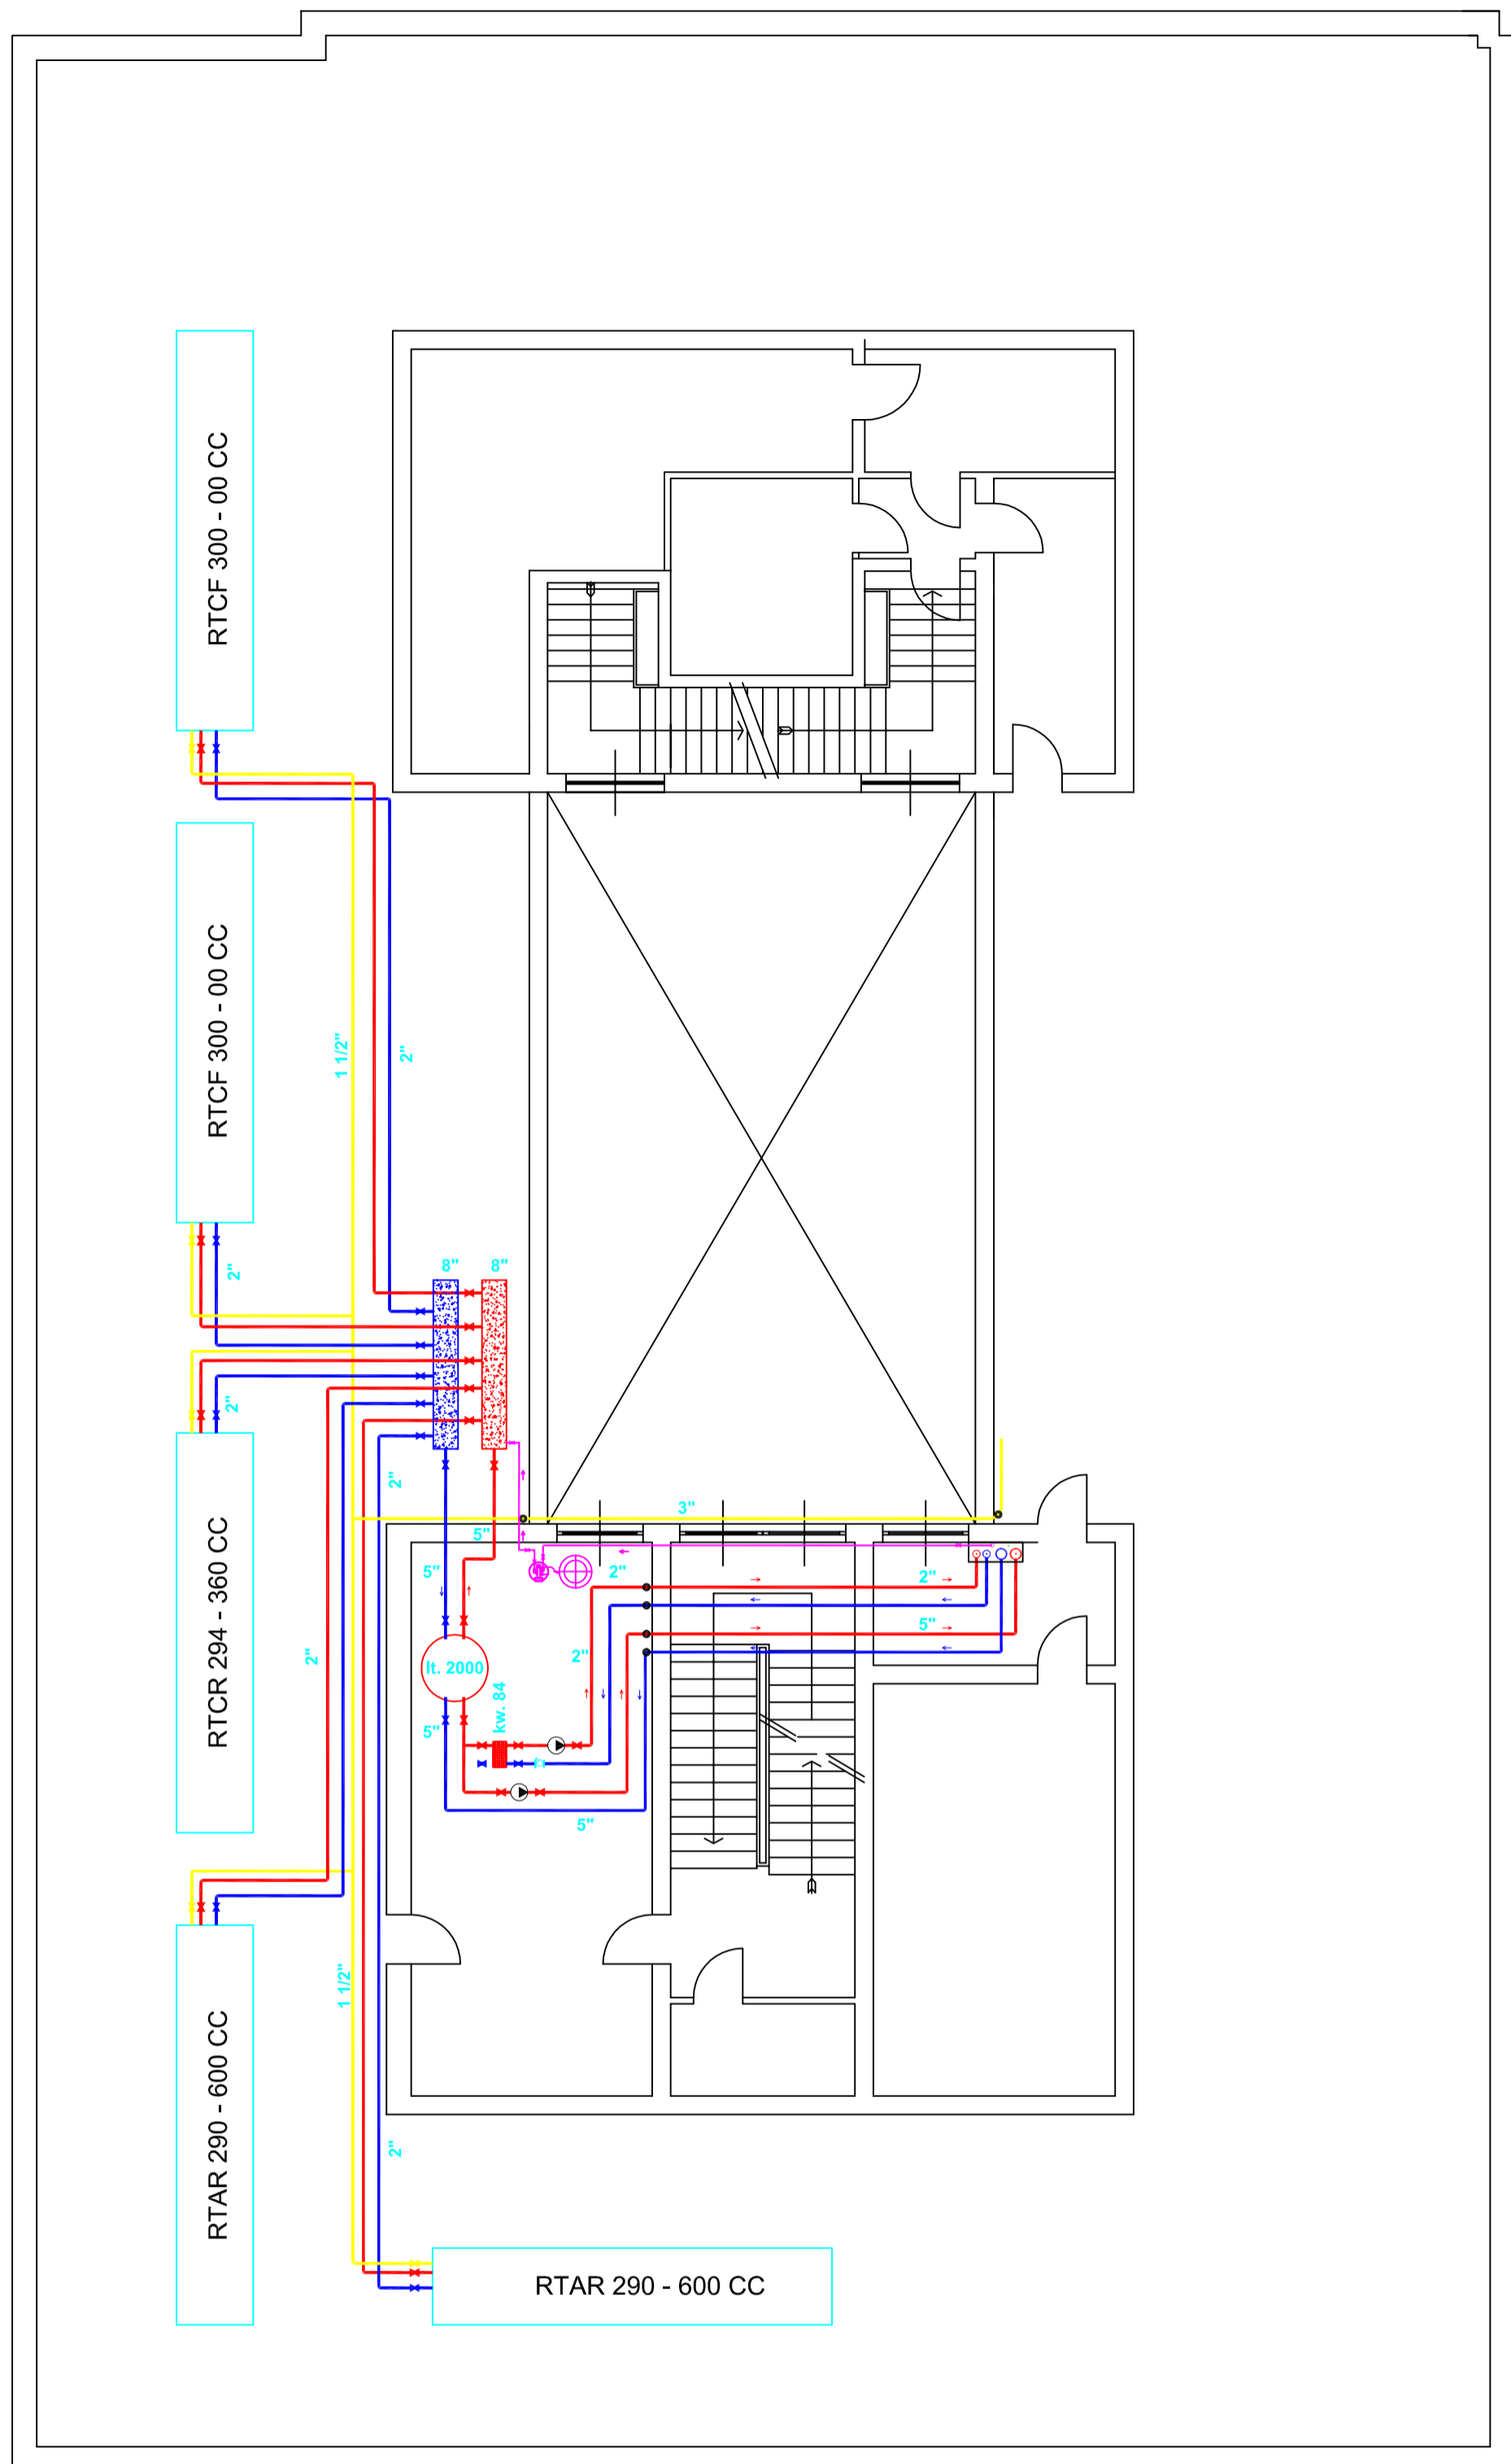 RTCF 300 - 00 CC
RTCF 300 - 00 CC
1 1/2"
2"
2"
8"
8"
2"
2"
3"
RTCR 294 - 360 CC
5"
5"
2"
2"
5"
2"
2"
lt. 2000
kw. 84
5"
5"
1 1/2"
RTAR 290 - 600 CC
2"
RTAR 290 - 600 CC